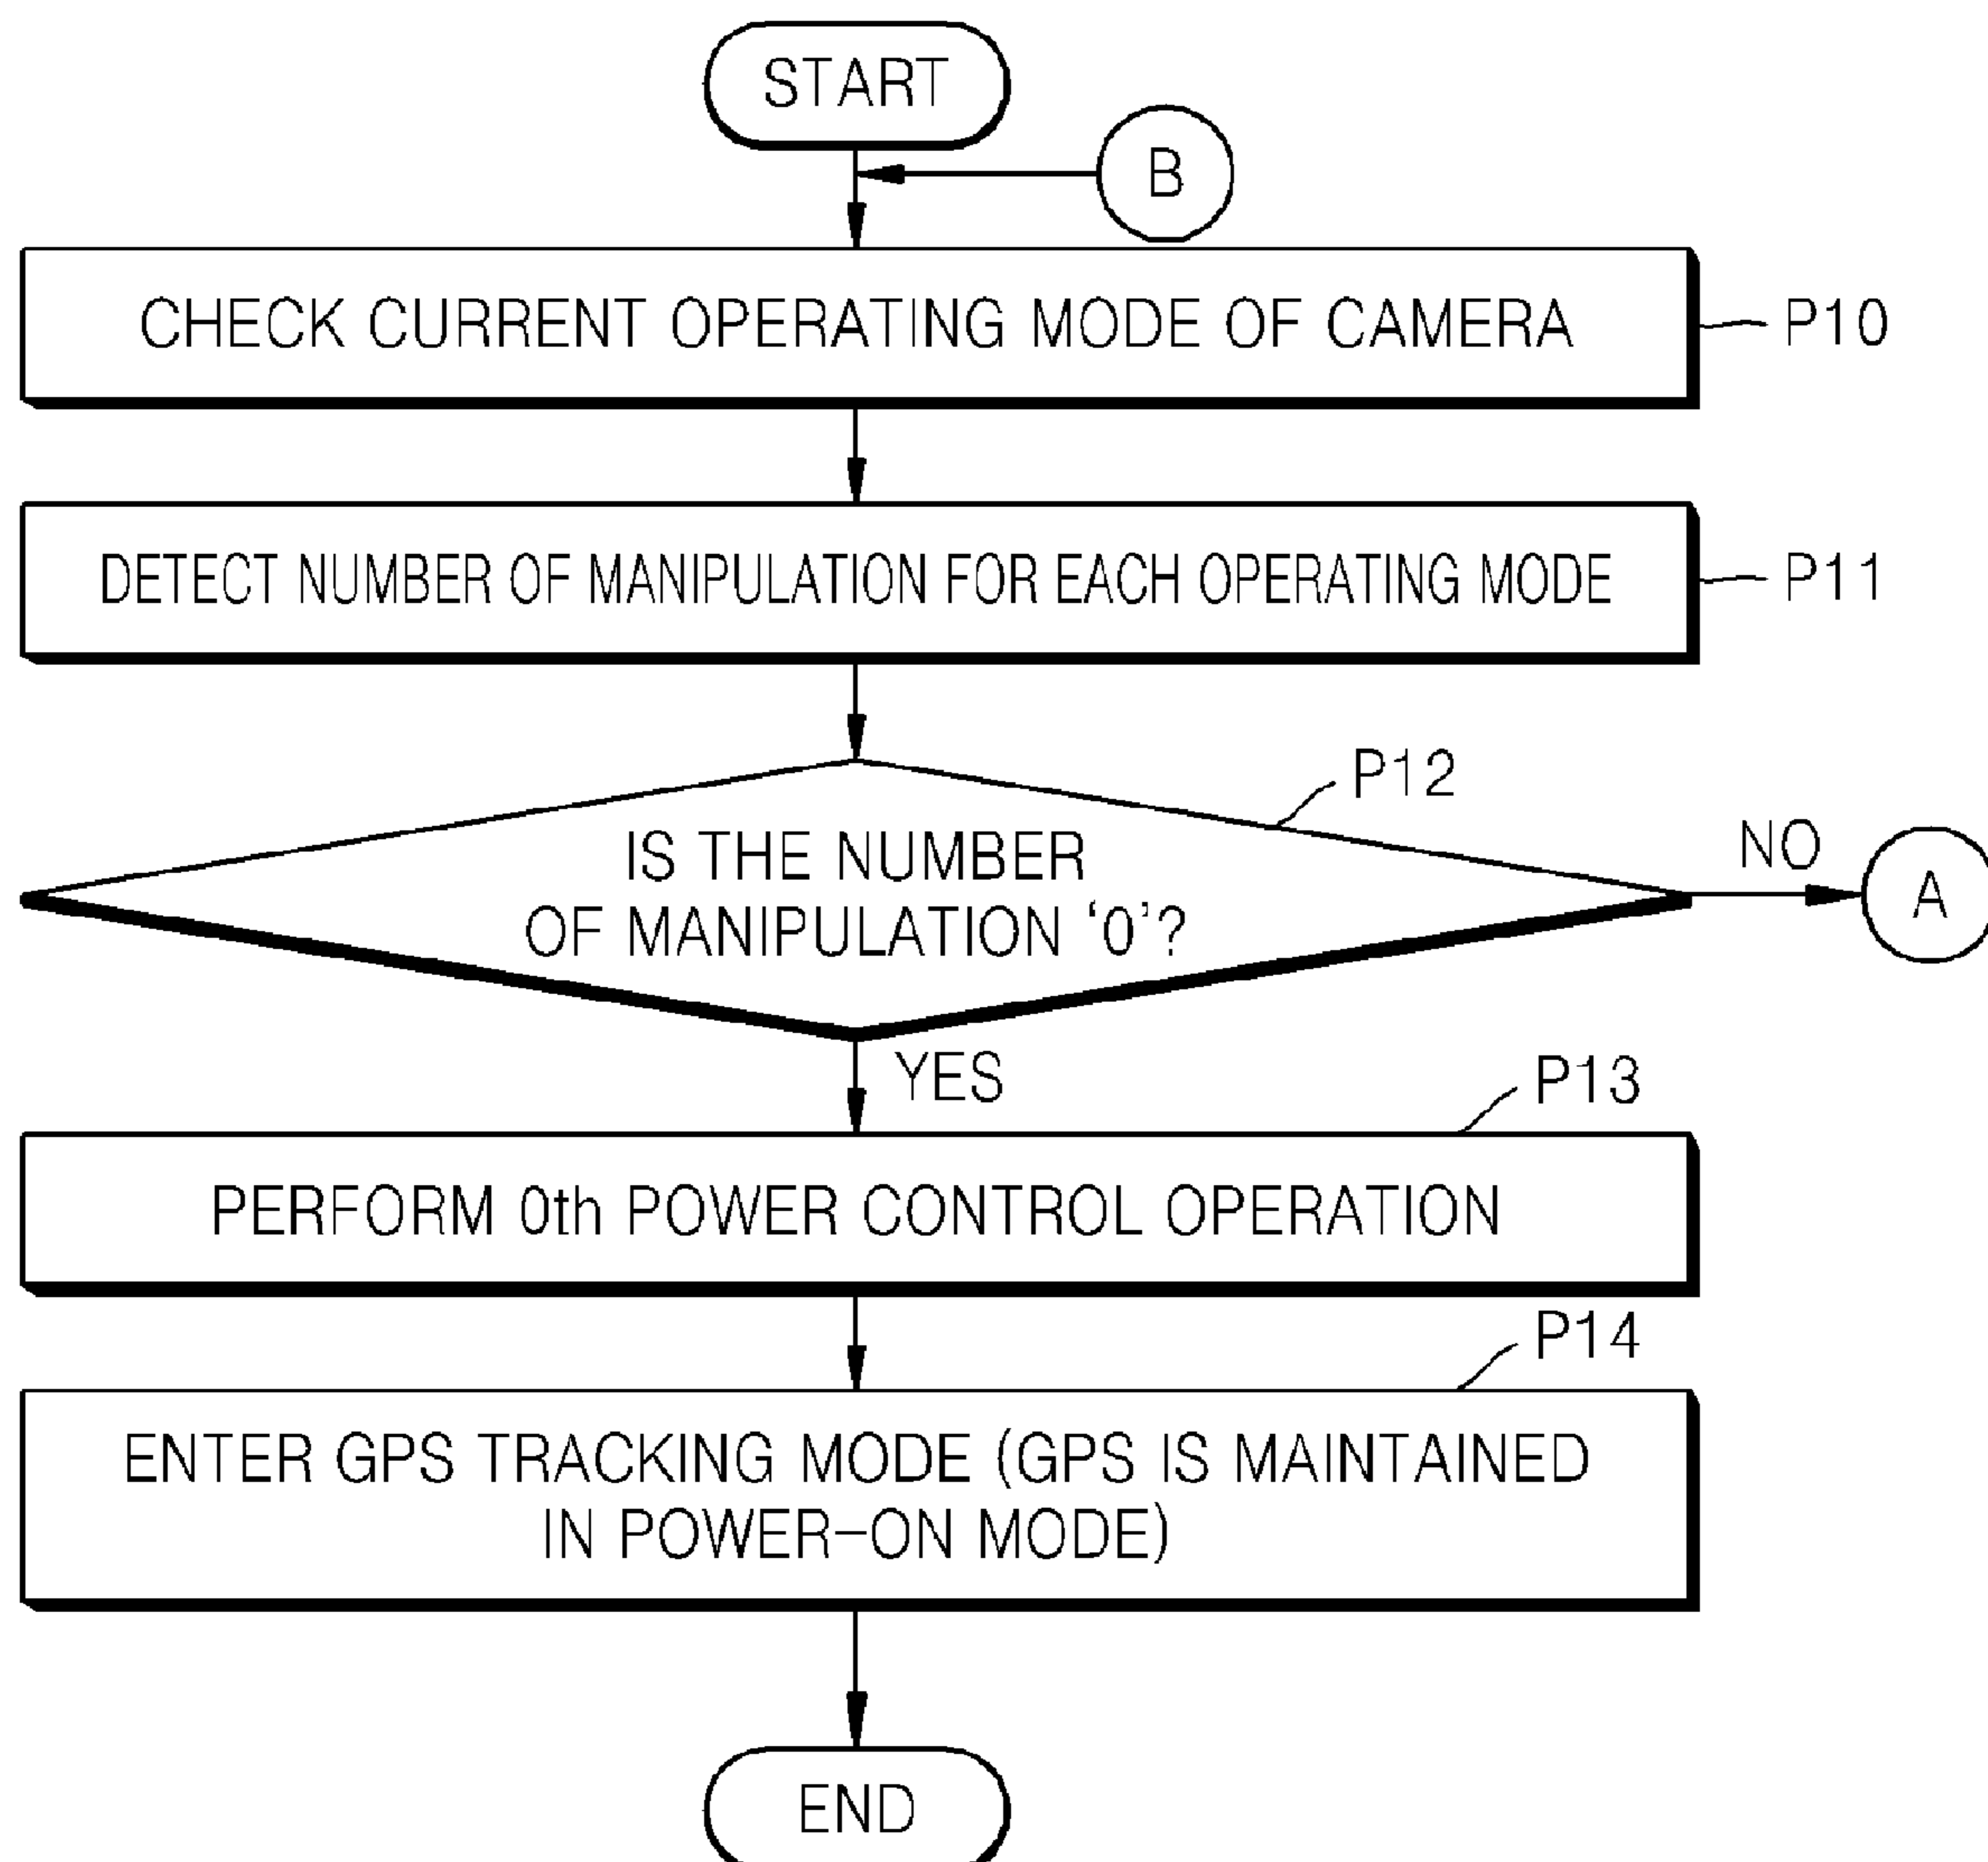 START
B
CHECK CURRENT OPERATING MODE OF CAMERA
P10
DETECT NUMBER OF MANIPULATION FOR EACH OPERATING MODE
P11
P12
IS THE NUMBER
OF MANIPULATION ‘0’?
NO
A
YES
P13
PERFORM 0th POWER CONTROL OPERATION
P14
ENTER GPS TRACKING MODE (GPS IS MAINTAINED
IN POWER-ON MODE)
END